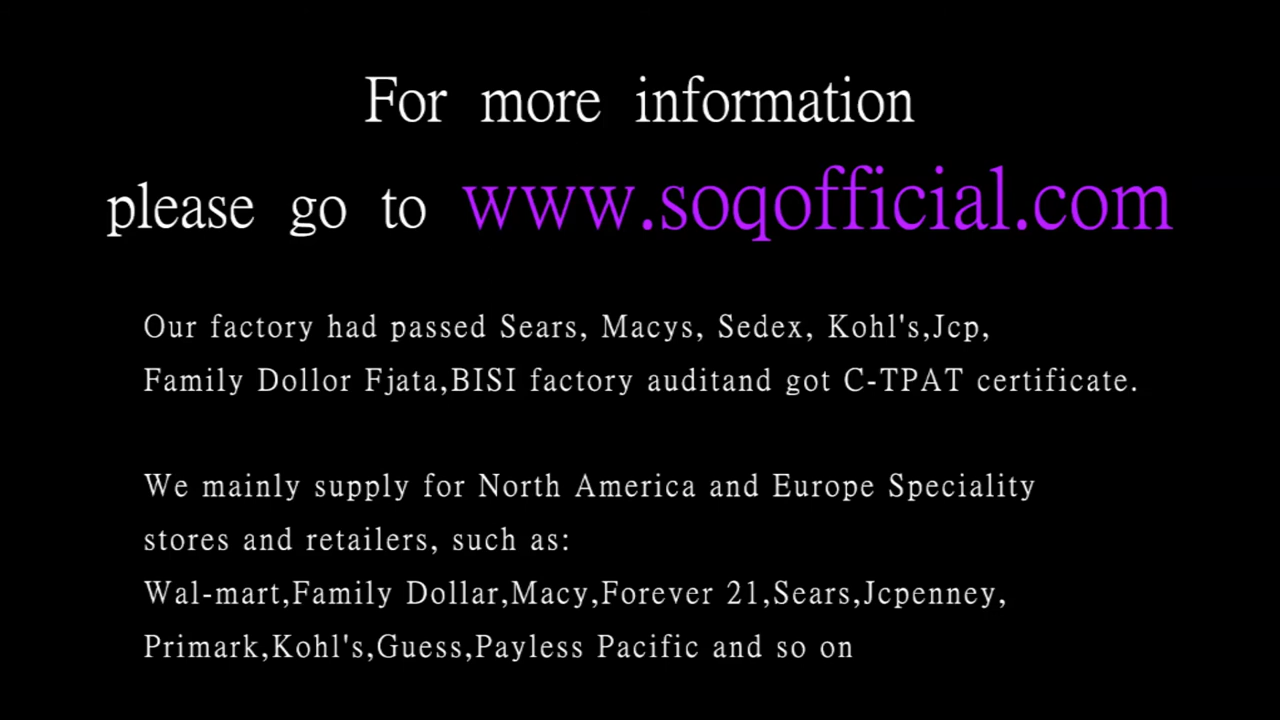 For more information
please go to www.soqofficial.com
Our factory had passed Sears, Macys, Sedex, Kohl's,Jcp,
Family Dollor Fjata,BISI factory auditand got C-TPAT certificate.
We mainly supply for North America and Europe Speciality
stores and retailers, such as:
Wal-mart,Family Dollar,Macy,Forever 21,Sears,Jcpenney,
Primark,Kohl's,Guess,Payless Pacific and so on